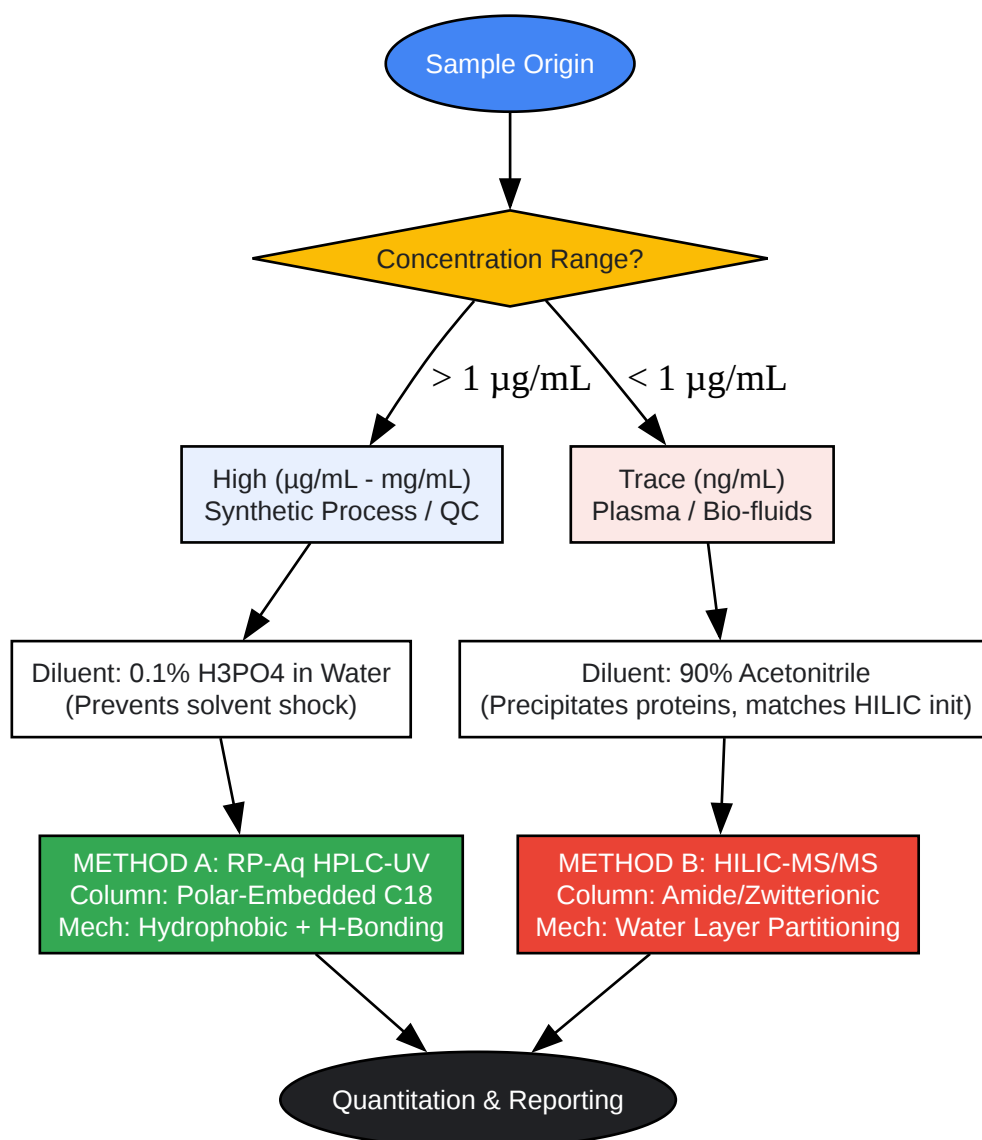 Sample Origin
Concentration Range?
> 1 µg/mL
< 1 µg/mL
High (µg/mL - mg/mL)
Synthetic Process / QC
Trace (ng/mL)
Plasma / Bio-fluids
Diluent: 0.1% H3PO4 in Water
(Prevents solvent shock)
Diluent: 90% Acetonitrile
(Precipitates proteins, matches HILIC init)
METHOD A: RP-Aq HPLC-UV
Column: Polar-Embedded C18
Mech: Hydrophobic + H-Bonding
METHOD B: HILIC-MS/MS
Column: Amide/Zwitterionic
Mech: Water Layer Partitioning
Quantitation & Reporting